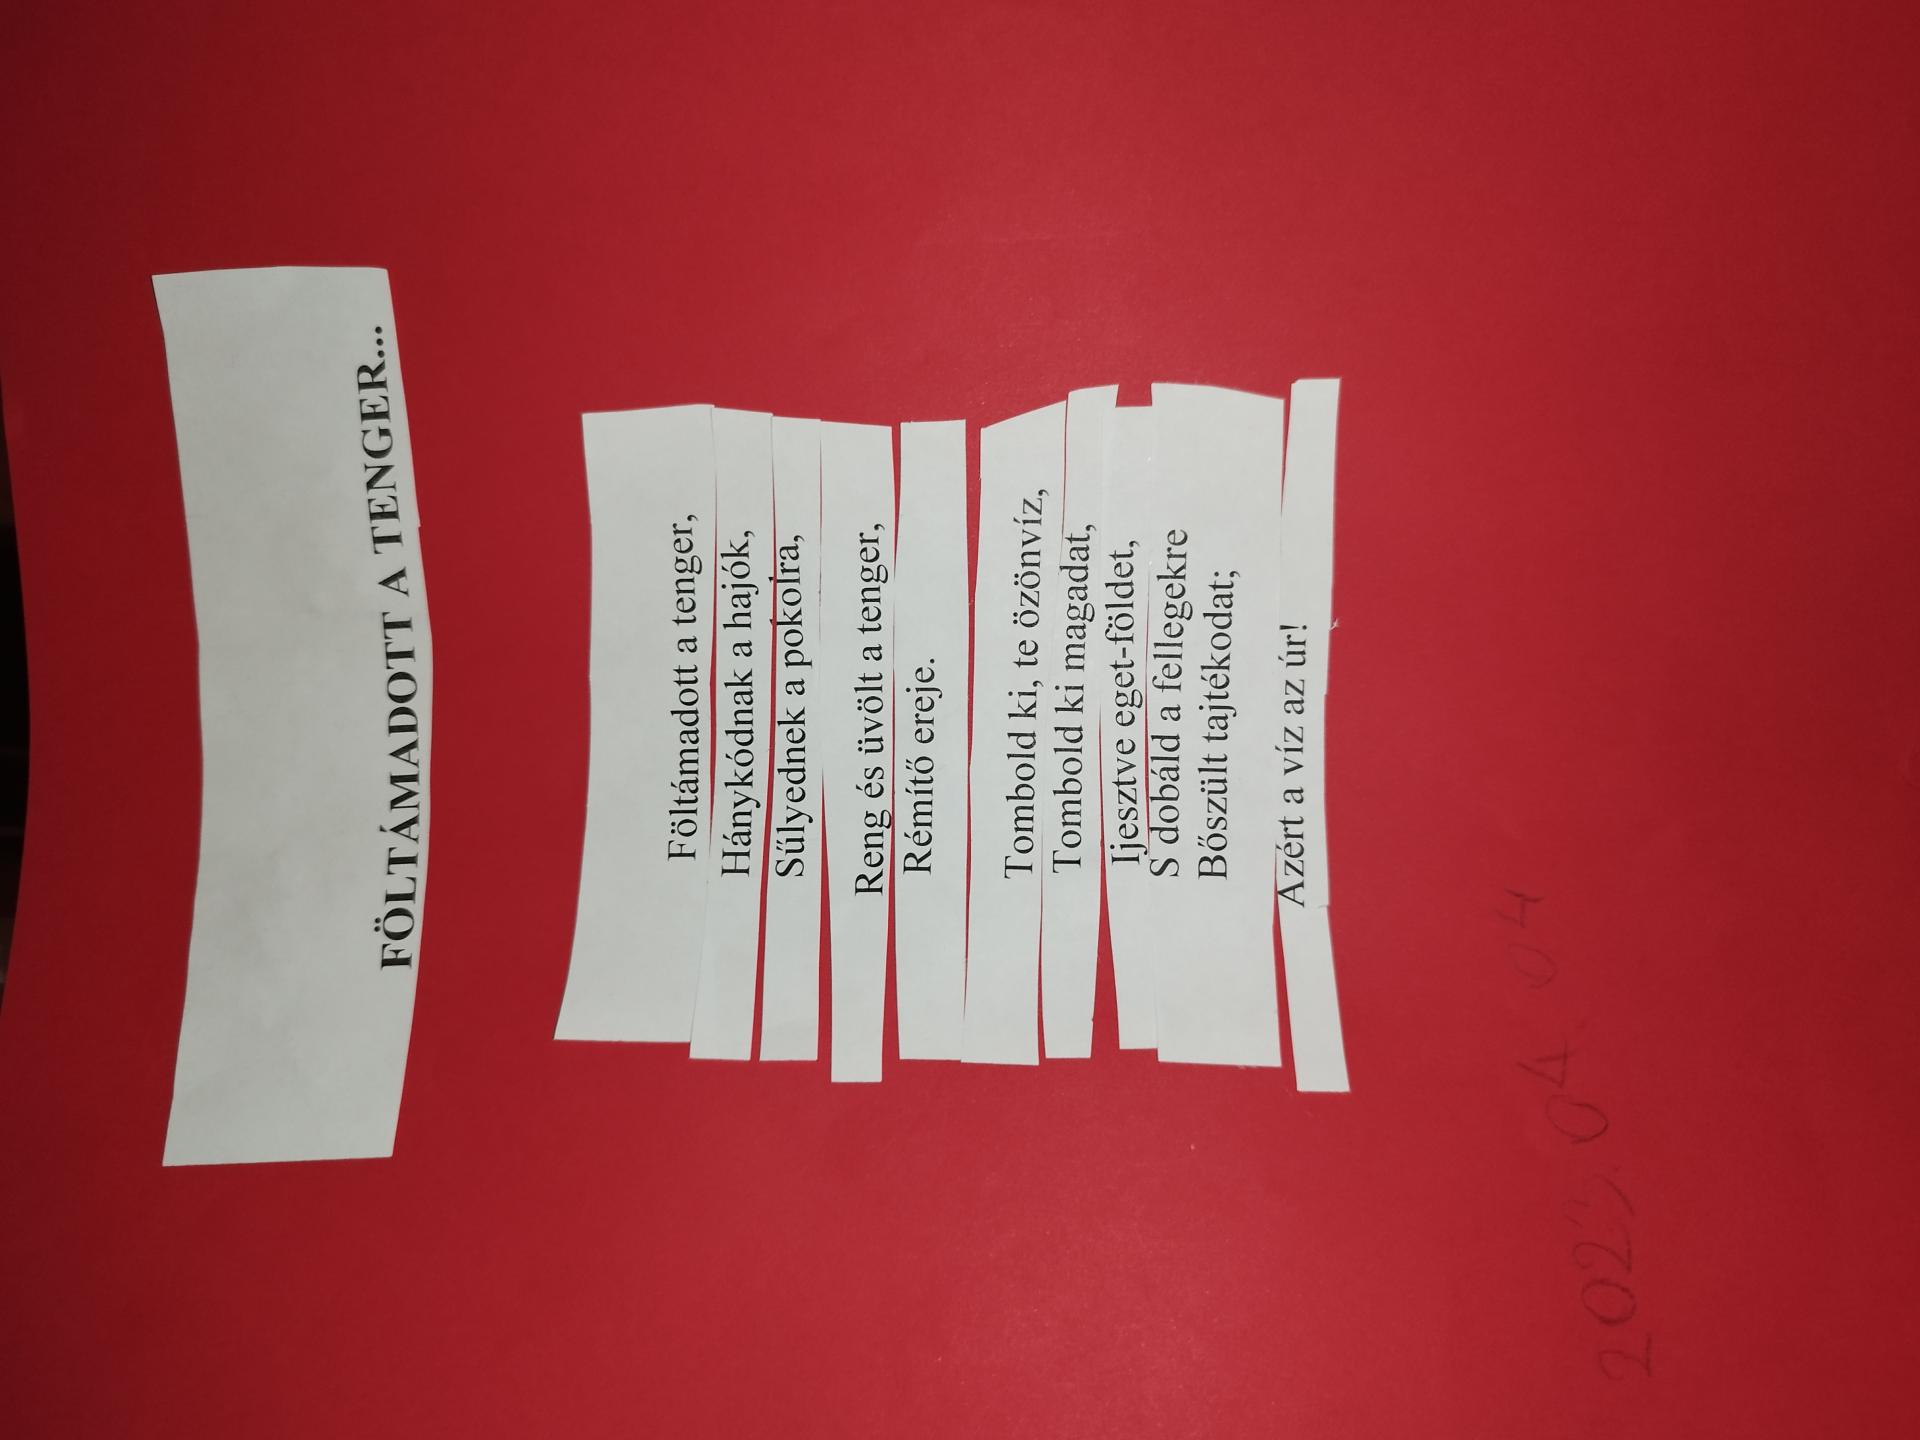 FÖLTÁMADOTT A TENGER...
Föltámadott a tenger,
Hánykódnak a hajók,
Sűlyednek a pokolra,
Reng és üvölt a tenger,
Rémítő ereje.
Tombold ki, te özönvíz,
Tombold ki magadat,
Ijesztve eget-földet,
S dobáld a fellegekre
Bőszült tajtékodat;
Azért a víz az úr!
2023.04.04